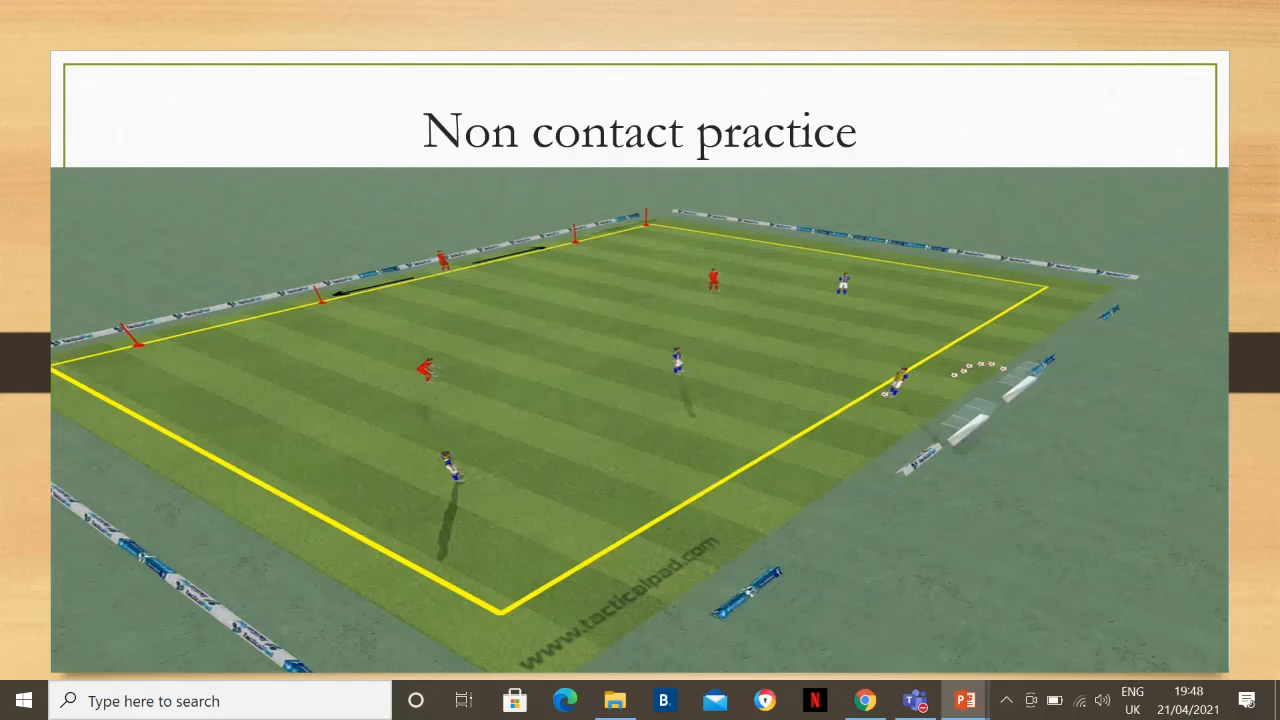 Non contact practice
www.tacticalpad.com
Type here to search
B.
N
ENG
UK
19:48
21/04/2021